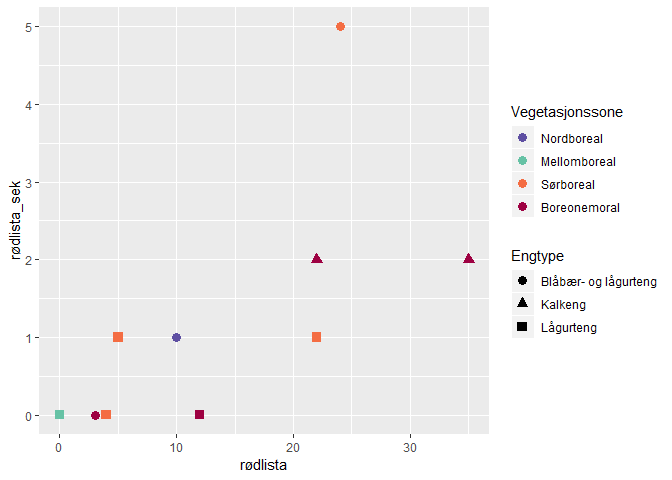 5
4
3
2
1
0
rødlista_sek
0 10 20 30
rødlista
Vegetasjonssone
Nordboreal
Mellomboreal
Sørboreal
Boreonemoral
Engtype
Blåbær- og lågurteng
Kalkeng
Lågurteng